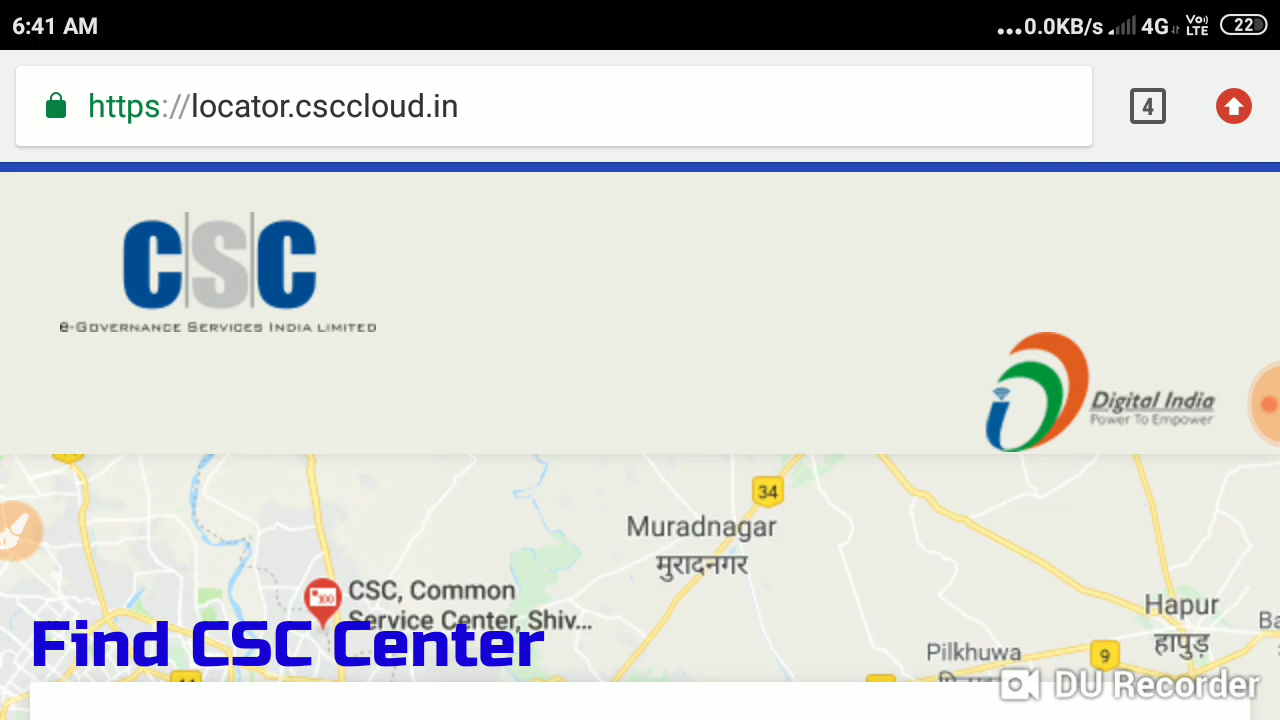 6:41 AM
...0.0KB/s 4G Vo) LTE 22
https://locator.csccloud.in
4
CSC
e-Governance Services India Limited
Digital India
Power To Empower
34
Muradnagar
मुरादनगर
CSC, Common
Service Center, Shiv...
Find CSC Center
Hapur
हापुड़
Pilkhuwa
9
DU Recorder